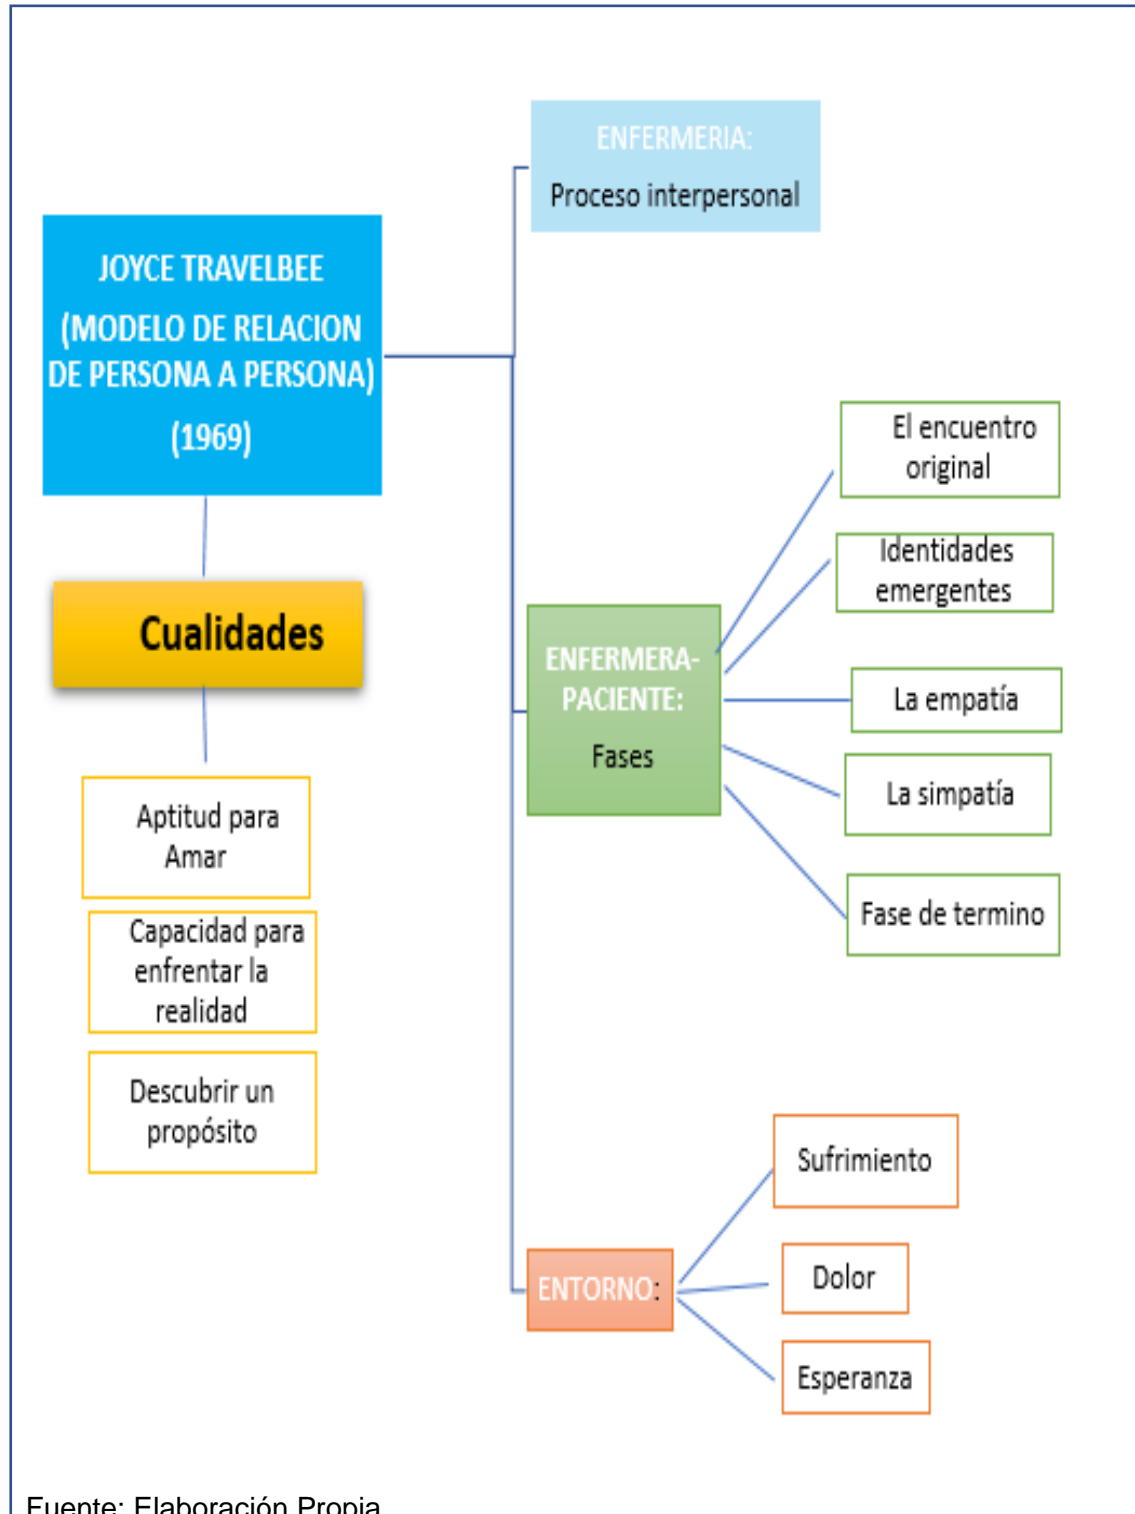 ENFERMERIA:
Proceso interpersonal
JOYCE TRAVELBEE
(MODELO DE RELACION
DE PERSONA A PERSONA)
(1969)
Cualidades
Aptitud para
Amar
Capacidad para
enfrentar la
realidad
Descubrir un
propósito
ENFERMERA-
PACIENTE:
Fases
El encuentro
original
Identidades
emergentes
La empatía
La simpatía
Fase de termino
ENTORNO:
Sufrimiento
Dolor
Esperanza
Fuente: Elaboración Propia